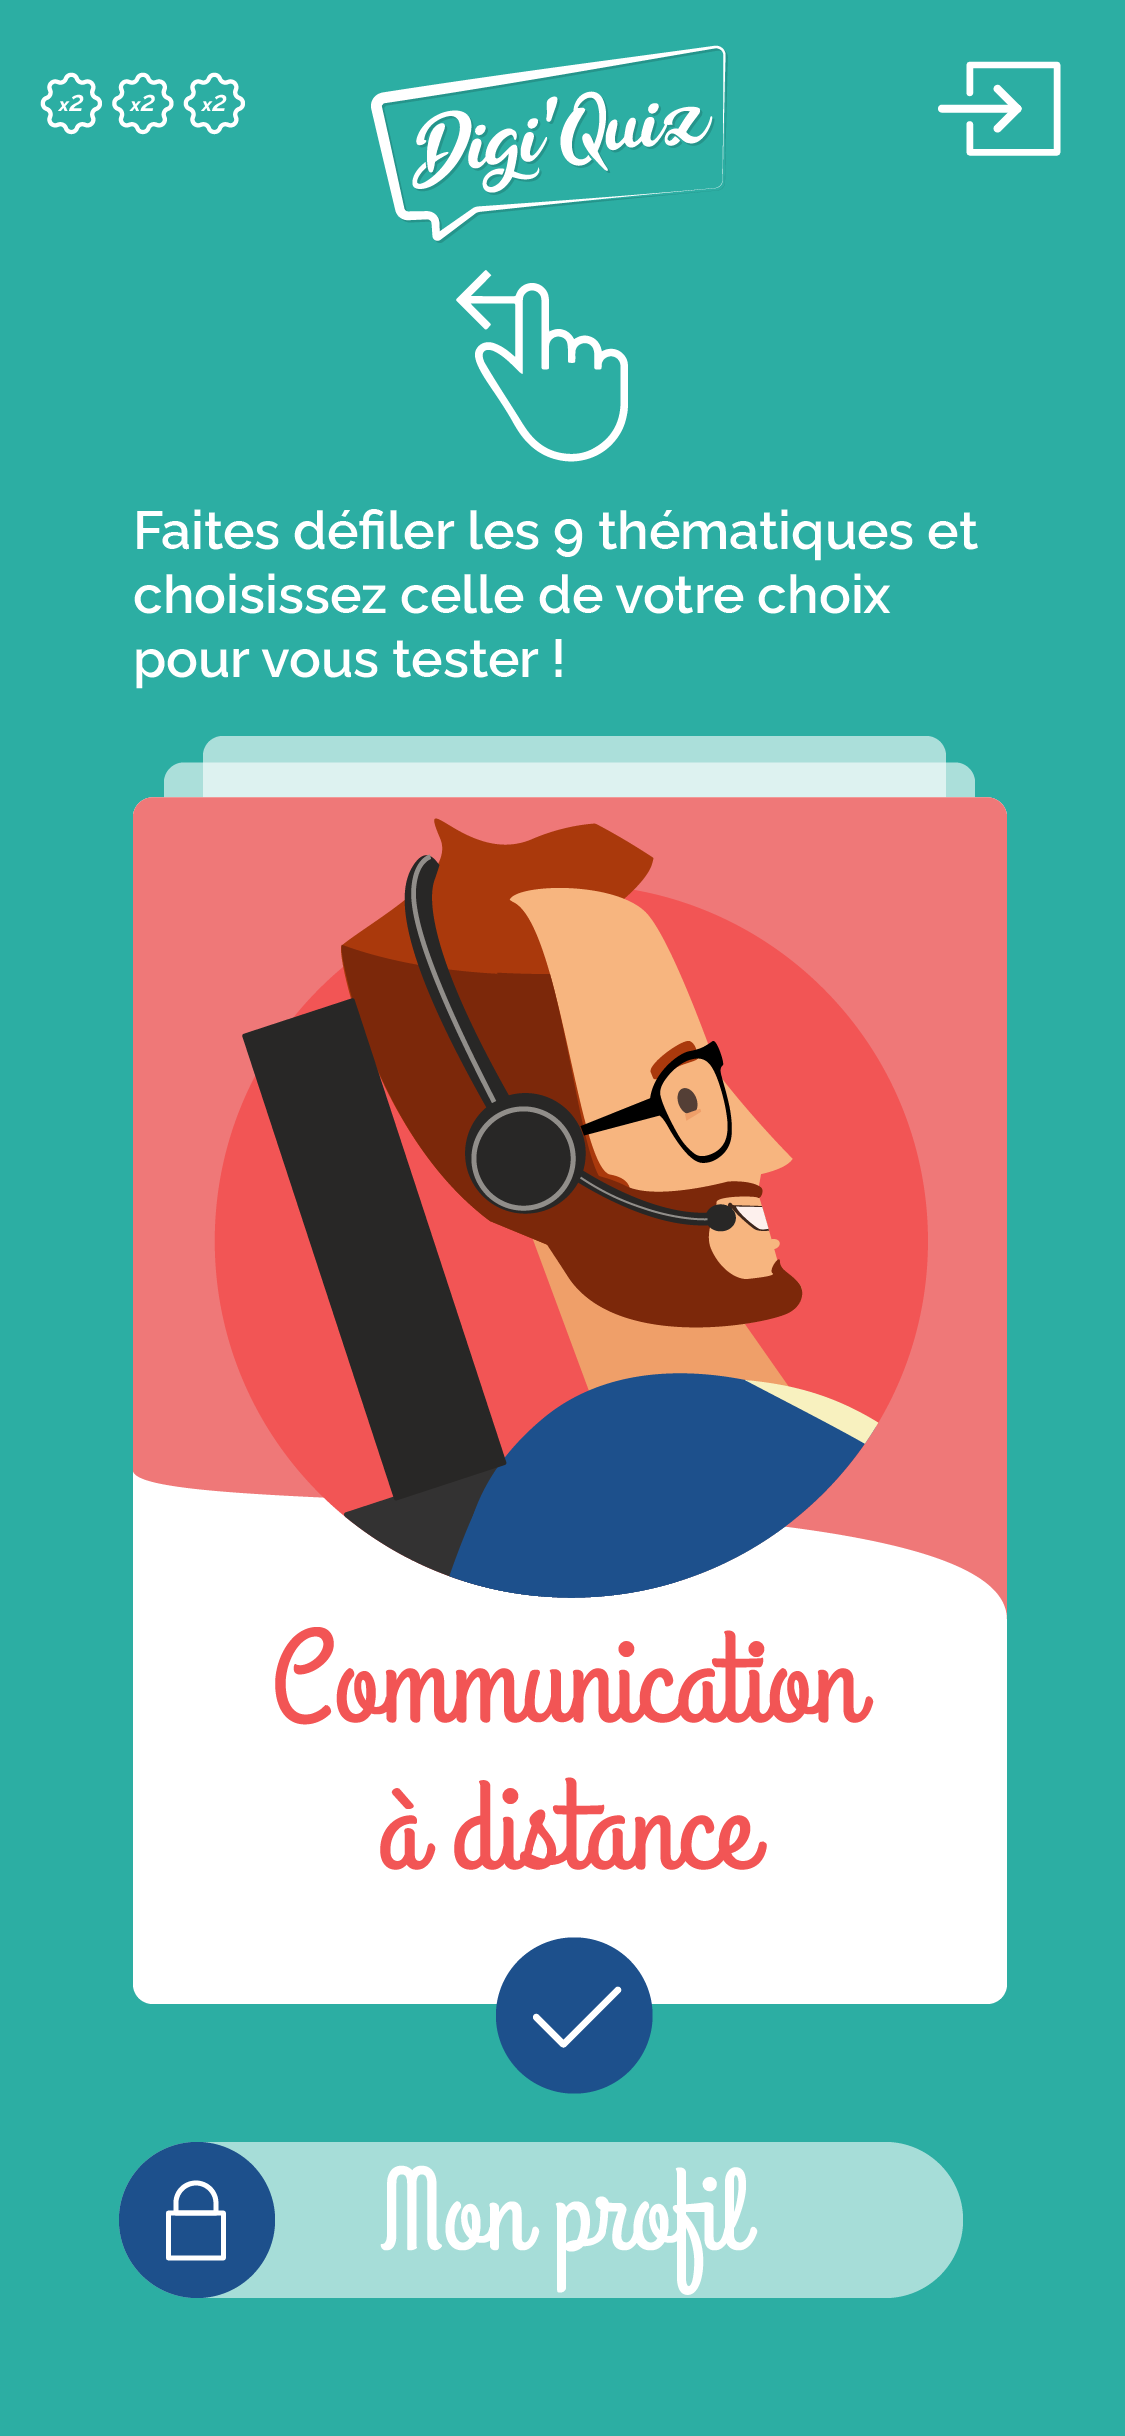 x2 x2 x2
Digi'Quiz
Faites défiler les 9 thématiques et
choisissez celle de votre choix
pour vous tester !
Communication
à distance
Mon profil